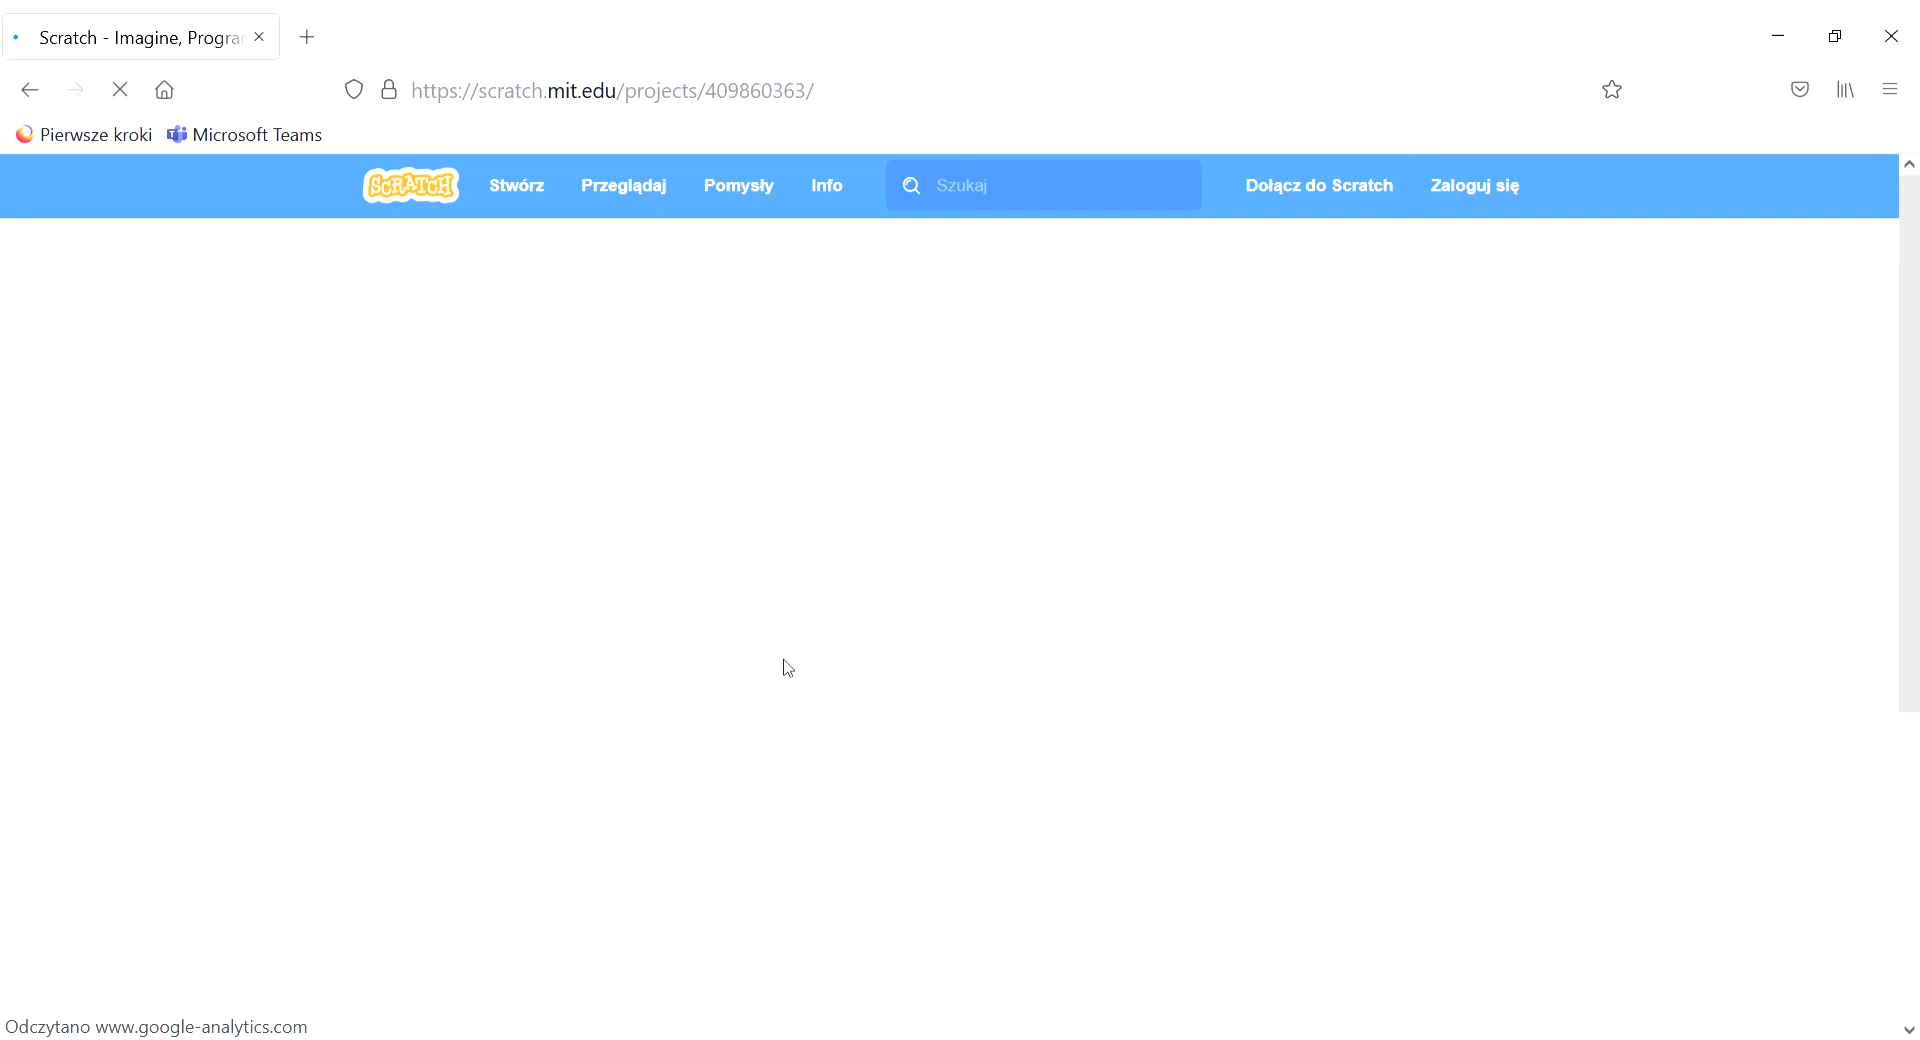 Scratch - Imagine, Progra
https://scratch.mit.edu/projects/409860363/
Pierwsze kroki Microsoft Teams
SCRATCH Stwórz Przeglądaj Pomysły Info Szukaj Dołącz do Scratch Zaloguj się
Odczytano www.google-analytics.com